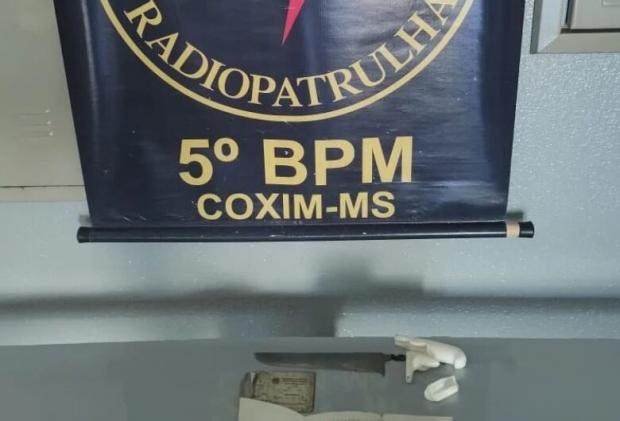 RADIOPATRULHA
5º BPM
COXIM-MS